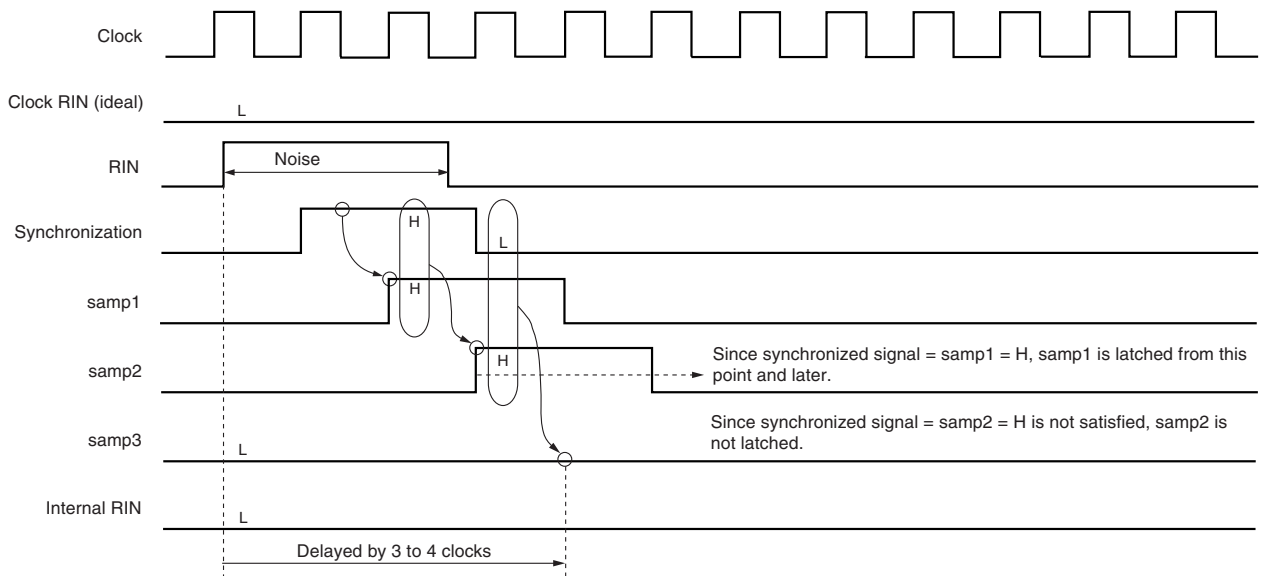 Clock
Clock RIN (ideal)
L
RIN
Noise
Synchronization
H
L
samp1
H
samp2
H
Since synchronized signal = samp1 = H, samp1 is latched from this
point and later.
samp3
L
Since synchronized signal = samp2 = H is not satisfied, samp2 is
not latched.
Internal RIN
L
Delayed by 3 to 4 clocks